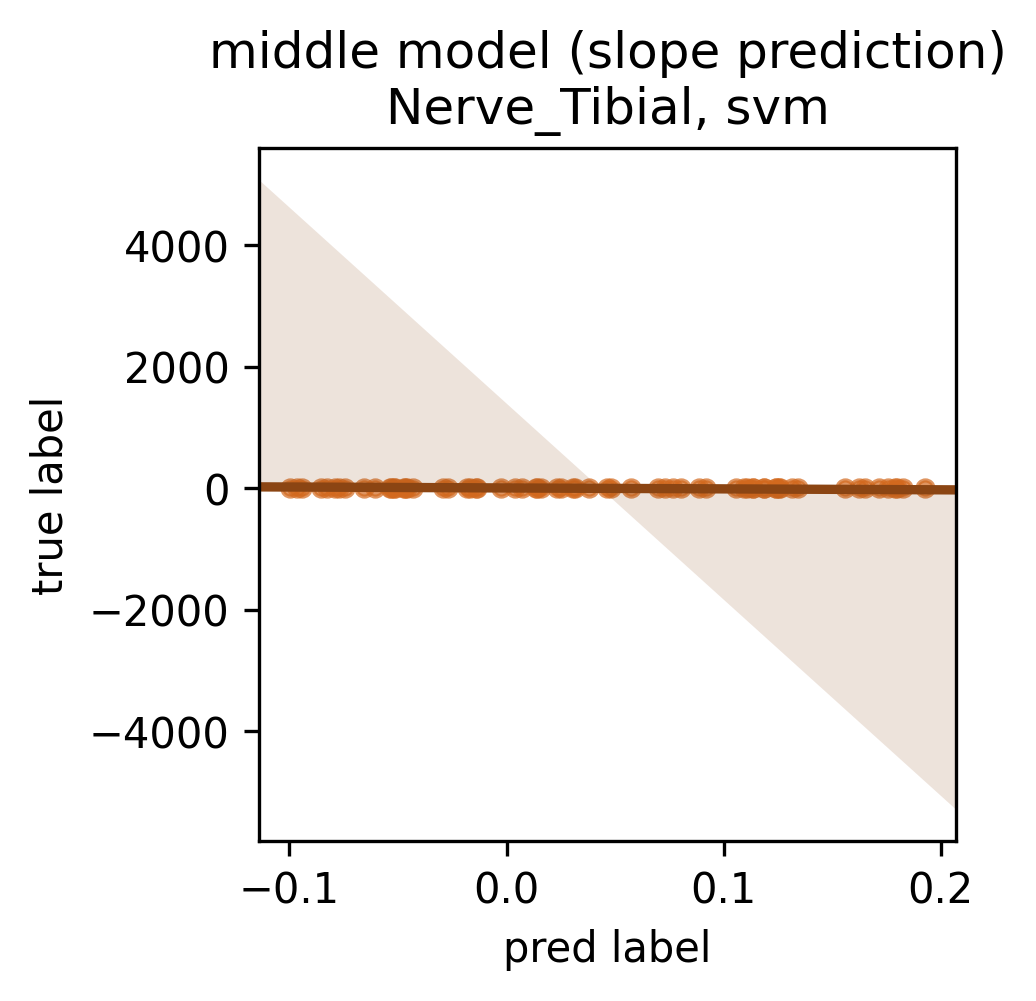 middle model (slope prediction)
Nerve_Tibial, svm
4000
2000
0
−2000
−4000
true label
−0.1
0.0
0.1
0.2
pred label